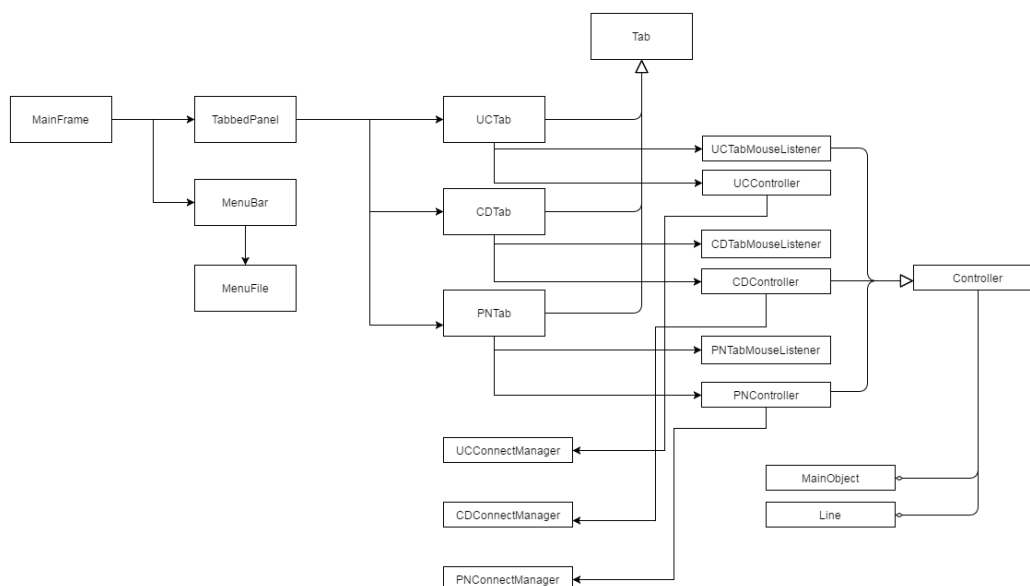 Tab
MainFrame
TabbedPanel
UCTab
UCTabMouseListener
UCController
MenuBar
CDTab
CDTabMouseListener
MenuFile
CDController
Controller
PNTab
PNTabMouseListener
PNController
UCConnectManager
MainObject
CDConnectManager
Line
PNConnectManager